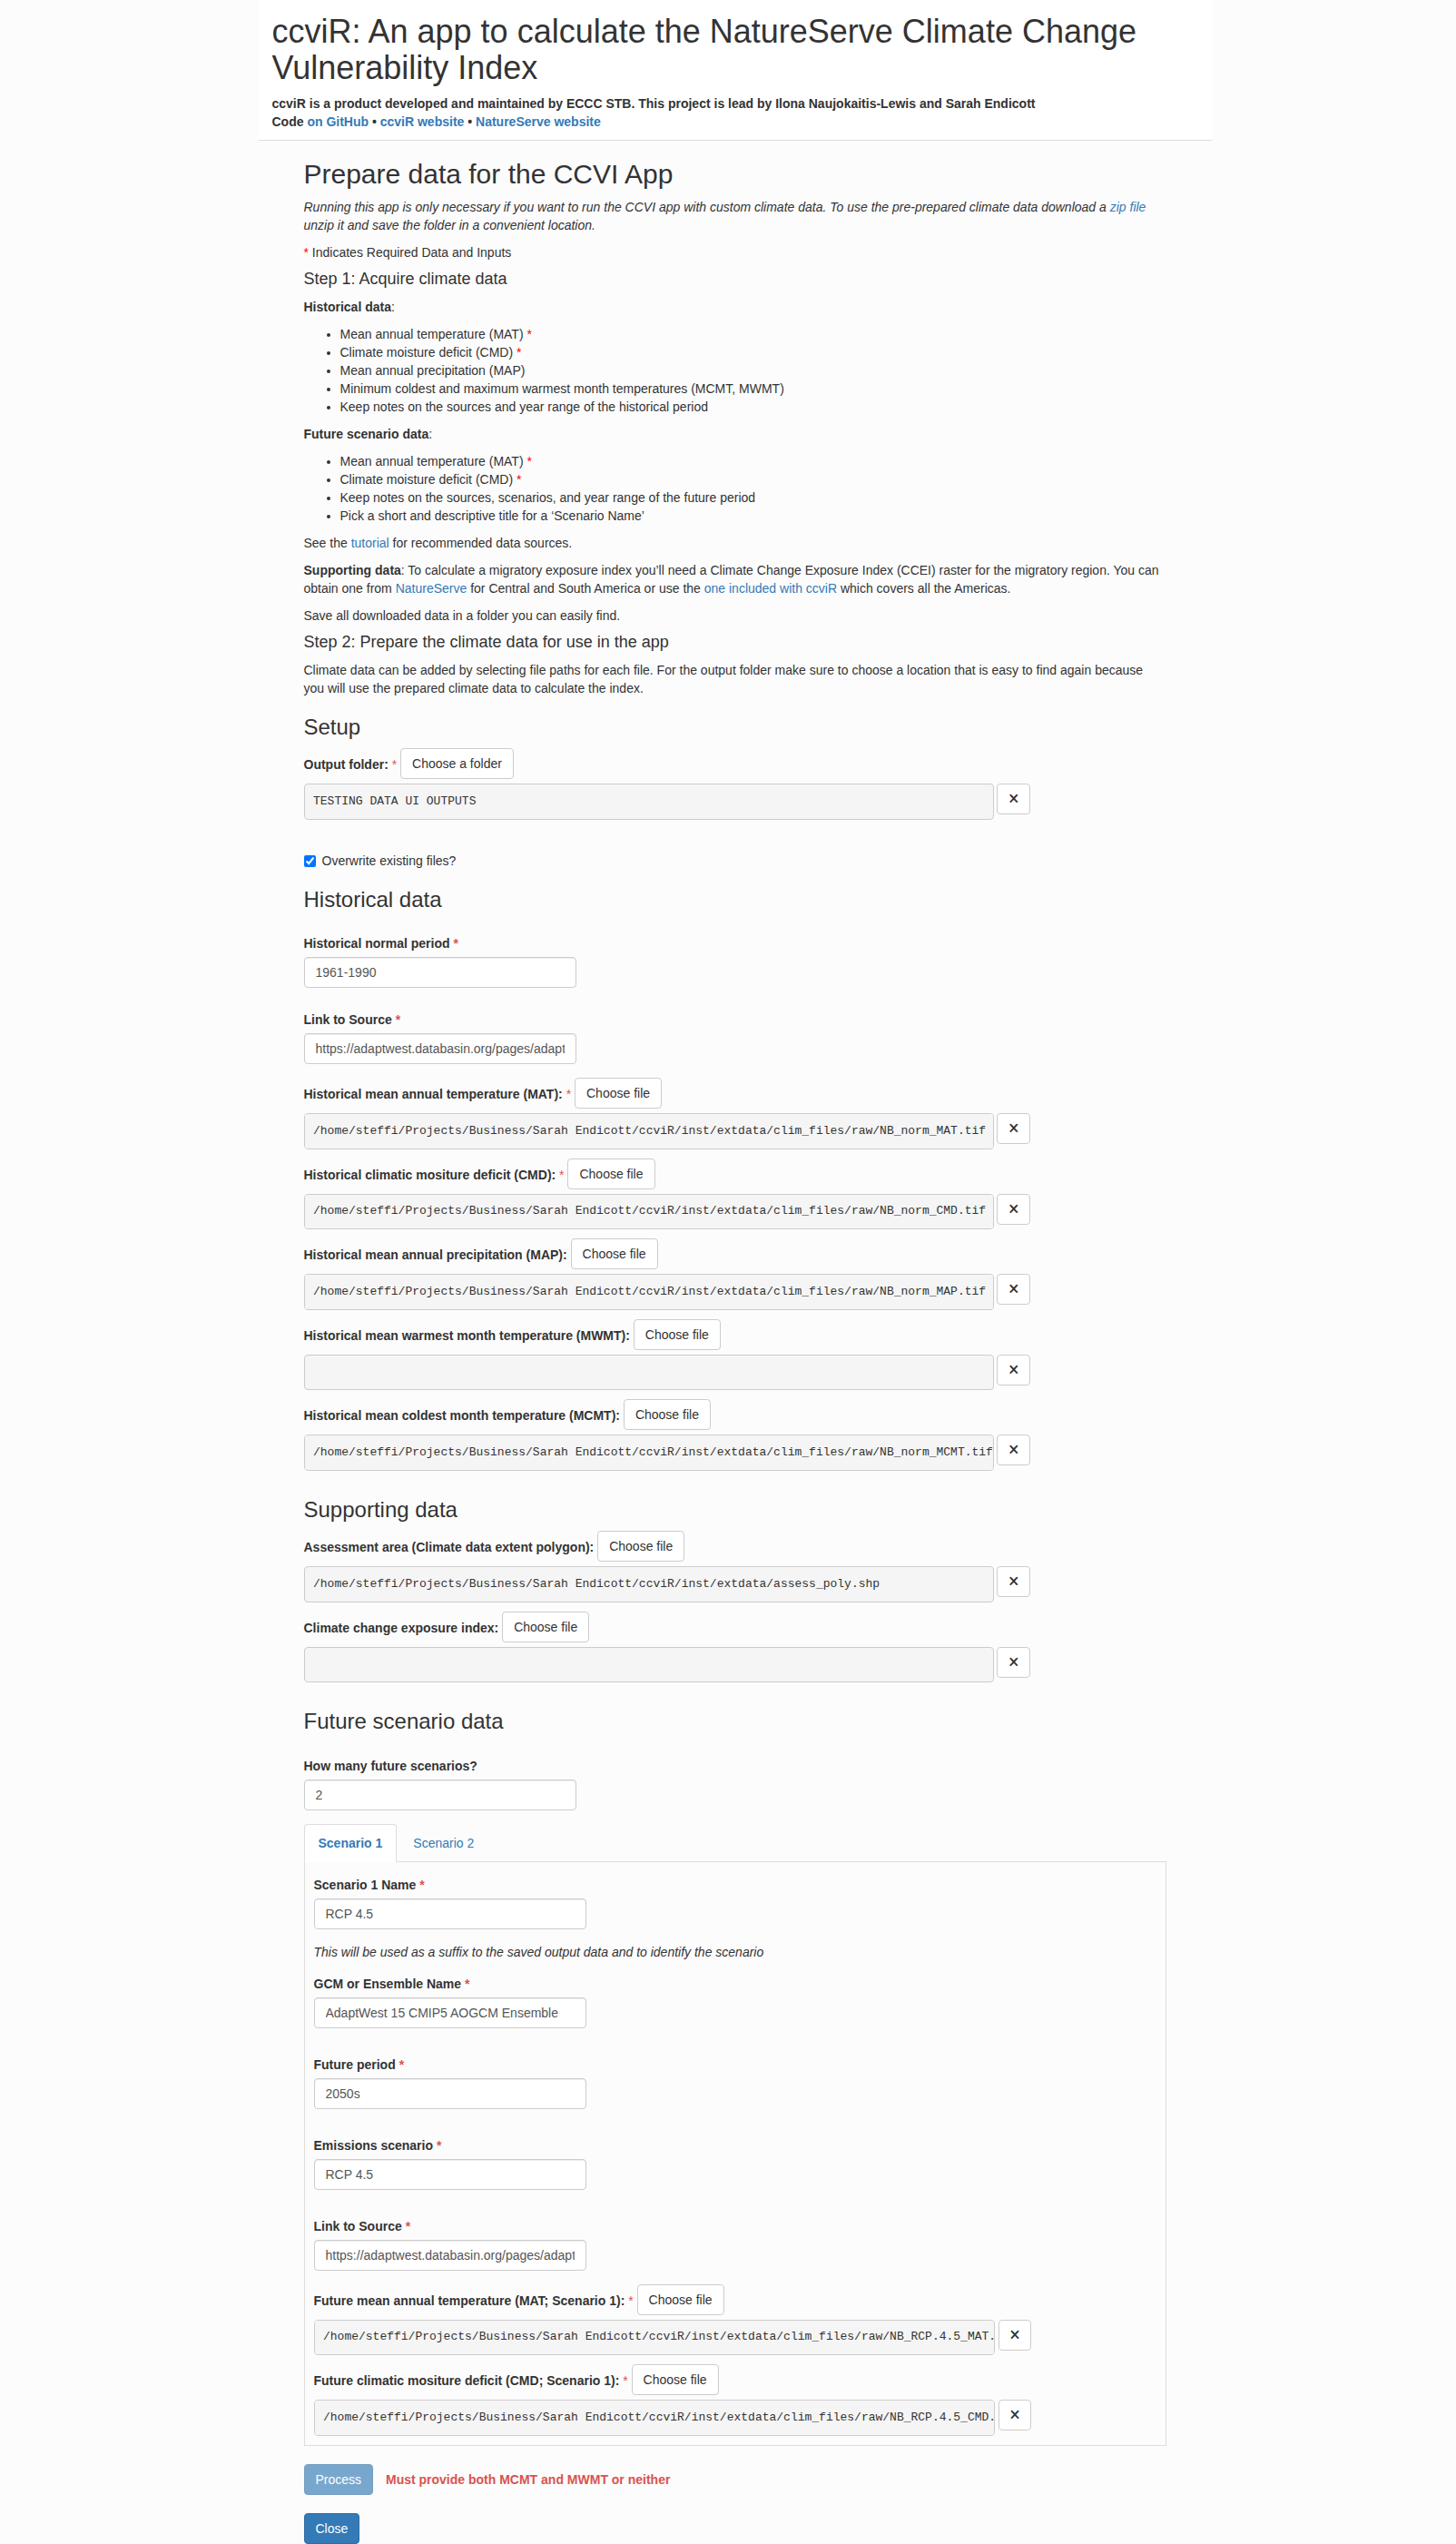 ccviR: An app to calculate the NatureServe Climate Change
Vulnerability Index
ccviR is a product developed and maintained by ECCC STB. This project is lead by Ilona Naujokaitis-Lewis and Sarah Endicott
Code on GitHub • ccviR website • NatureServe website
Prepare data for the CCVI App
Running this app is only necessary if you want to run the CCVI app with custom climate data. To use the pre-prepared climate data download a zip file
unzip it and save the folder in a convenient location.
* Indicates Required Data and Inputs
Step 1: Acquire climate data
Historical data:
• Mean annual temperature (MAT) *
• Climate moisture deficit (CMD) *
• Mean annual precipitation (MAP)
• Minimum coldest and maximum warmest month temperatures (MCMT, MWMT)
• Keep notes on the sources and year range of the historical period
Future scenario data:
• Mean annual temperature (MAT) *
• Climate moisture deficit (CMD) *
• Keep notes on the sources, scenarios, and year range of the future period
• Pick a short and descriptive title for a ‘Scenario Name’
See the tutorial for recommended data sources.
Supporting data: To calculate a migratory exposure index you’ll need a Climate Change Exposure Index (CCEI) raster for the migratory region. You can
obtain one from NatureServe for Central and South America or use the one included with ccviR which covers all the Americas.
Save all downloaded data in a folder you can easily find.
Step 2: Prepare the climate data for use in the app
Climate data can be added by selecting file paths for each file. For the output folder make sure to choose a location that is easy to find again because
you will use the prepared climate data to calculate the index.
Setup
Output folder: * Choose a folder
TESTING DATA UI OUTPUTS ×
Overwrite existing files?
Historical data
Historical normal period *
1961-1990
Link to Source *
https://adaptwest.databasin.org/pages/adapt
Historical mean annual temperature (MAT): * Choose file
/home/steffi/Projects/Business/Sarah Endicott/ccviR/inst/extdata/clim_files/raw/NB_norm_MAT.tif ×
Historical climatic mositure deficit (CMD): * Choose file
/home/steffi/Projects/Business/Sarah Endicott/ccviR/inst/extdata/clim_files/raw/NB_norm_CMD.tif ×
Historical mean annual precipitation (MAP): Choose file
/home/steffi/Projects/Business/Sarah Endicott/ccviR/inst/extdata/clim_files/raw/NB_norm_MAP.tif ×
Historical mean warmest month temperature (MWMT): Choose file
×
Historical mean coldest month temperature (MCMT): Choose file
/home/steffi/Projects/Business/Sarah Endicott/ccviR/inst/extdata/clim_files/raw/NB_norm_MCMT.tif ×
Supporting data
Assessment area (Climate data extent polygon): Choose file
/home/steffi/Projects/Business/Sarah Endicott/ccviR/inst/extdata/assess_poly.shp ×
Climate change exposure index: Choose file
×
Future scenario data
How many future scenarios?
2
Scenario 1 Scenario 2
Scenario 1 Name *
RCP 4.5
This will be used as a suffix to the saved output data and to identify the scenario
GCM or Ensemble Name *
AdaptWest 15 CMIP5 AOGCM Ensemble
Future period *
2050s
Emissions scenario *
RCP 4.5
Link to Source *
https://adaptwest.databasin.org/pages/adapt
Future mean annual temperature (MAT; Scenario 1): * Choose file
/home/steffi/Projects/Business/Sarah Endicott/ccviR/inst/extdata/clim_files/raw/NB_RCP.4.5_MAT. ×
Future climatic mositure deficit (CMD; Scenario 1): * Choose file
/home/steffi/Projects/Business/Sarah Endicott/ccviR/inst/extdata/clim_files/raw/NB_RCP.4.5_CMD. ×
Process Must provide both MCMT and MWMT or neither
Close